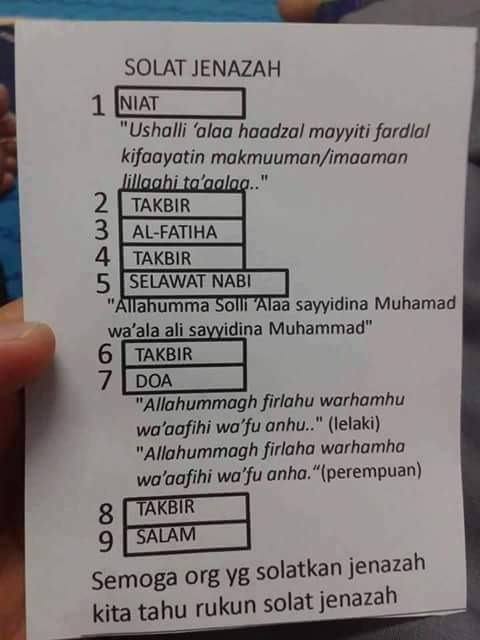 SOLAT JENAZAH
1 NIAT
"Ushalli 'alaa haadzal mayyiti fardlal
kifaayatin makmuuman/imaaman
lillaahi ta'aalaa.."
2 TAKBIR
3 AL-FATIHA
4 TAKBIR
5 SELAWAT NABI
"Allahumma Solli 'Alaa sayyidina Muhamad
wa'ala ali sayyidina Muhammad"
6 TAKBIR
7 DOA
"Allahummagh firlahu warhamhu
wa'aafihi wa'fu anhu.." (lelaki)
"Allahummagh firlaha warhamha
wa'aafihi wa'fu anha."(perempuan)
8 TAKBIR
9 SALAM
Semoga org yg solatkan jenazah
kita tahu rukun solat jenazah